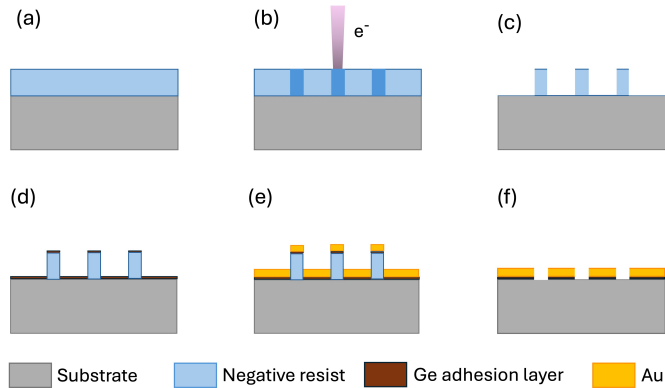 (a)
(b)
e-
(c)
(d)
(e)
(f)
Substrate
Negative resist
Ge adhesion layer
Au